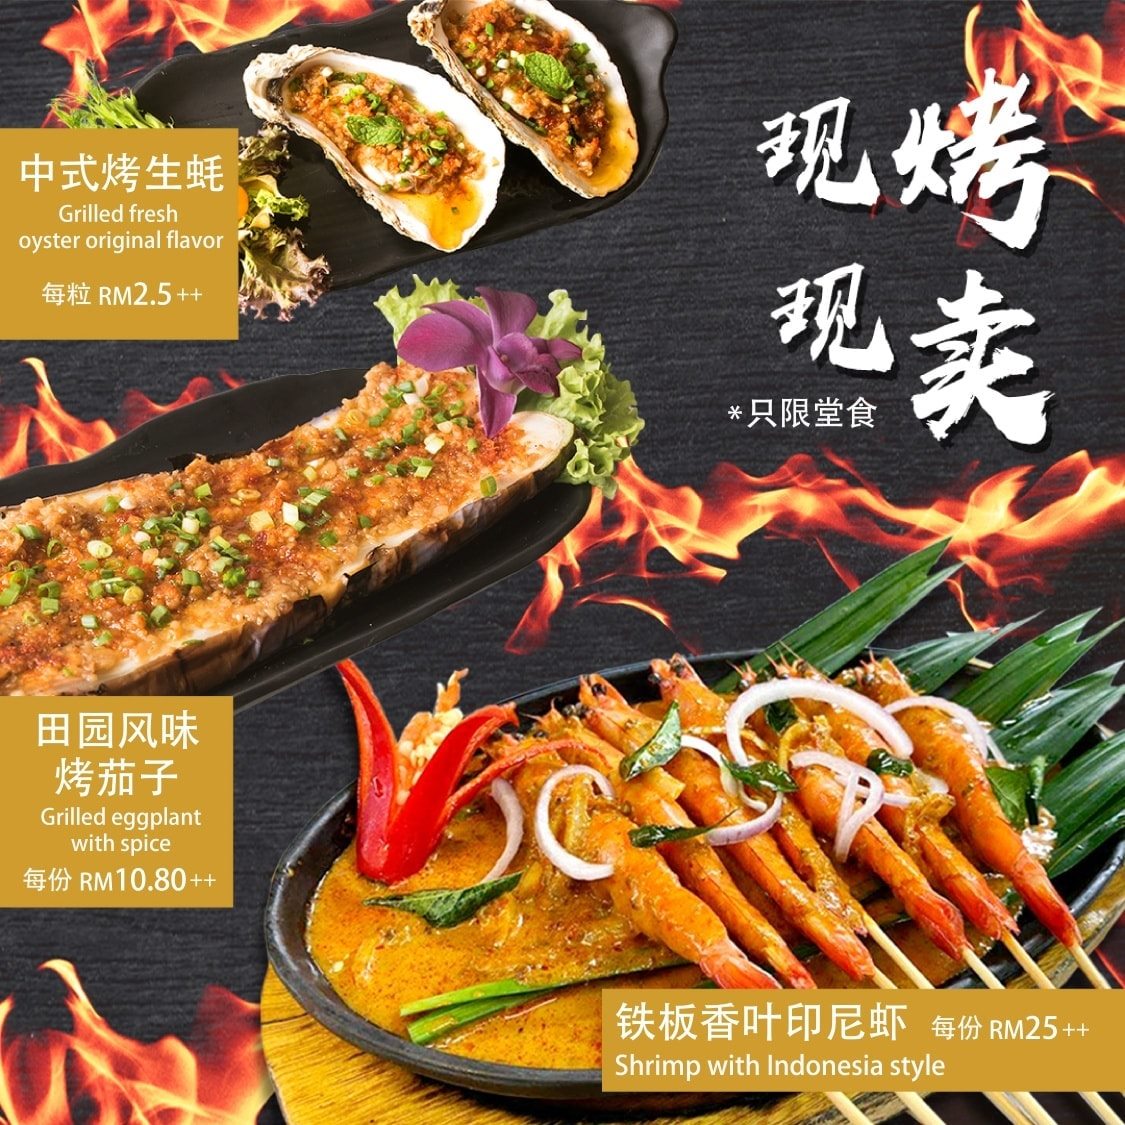 中式烤生蚝
Grilled fresh
oyster original flavor
每粒 RM2.5++
现烤
现卖
*只限堂食
田园风味
烤茄子
Grilled eggplant
with spice
每份 RM10.80++
铁板香叶印尼虾 每份 RM25++
Shrimp with Indonesia style